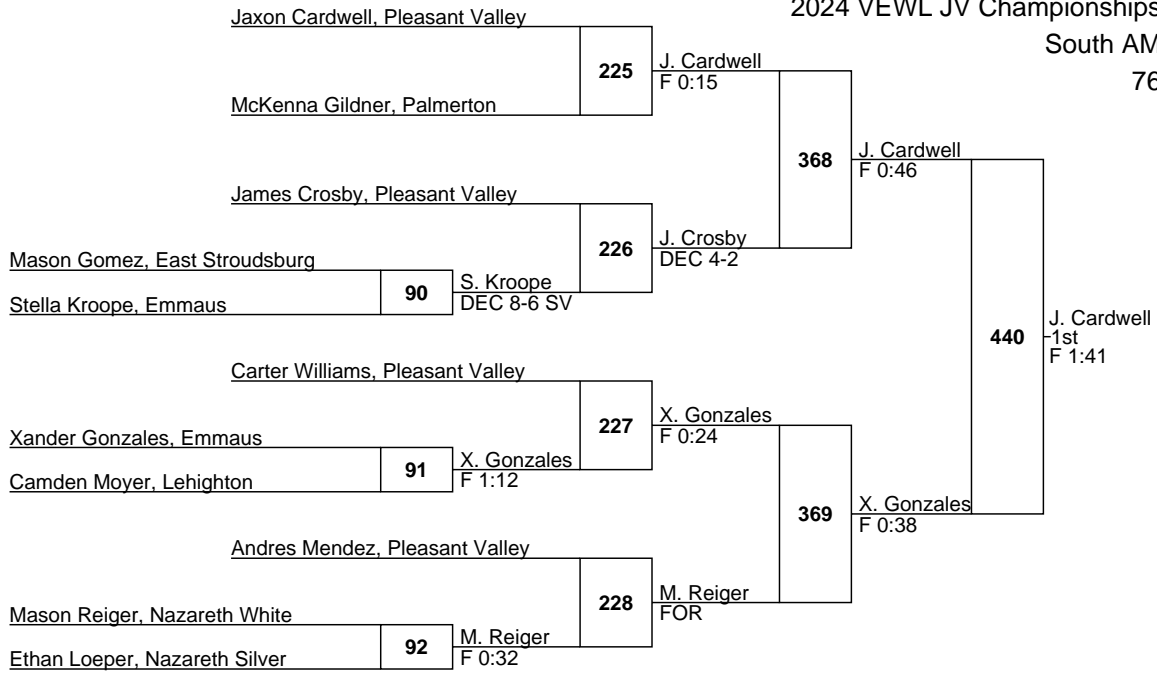 2024 VEWL JV Championships
South AM
76
Jaxon Cardwell, Pleasant Valley
225
J. Cardwell
F 0:15
McKenna Gildner, Palmerton
368
J. Cardwell
F 0:46
James Crosby, Pleasant Valley
226
J. Crosby
DEC 4-2
Mason Gomez, East Stroudsburg
90
S. Kroope
DEC 8-6 SV
Stella Kroope, Emmaus
440
J. Cardwell
1st
F 1:41
Carter Williams, Pleasant Valley
227
X. Gonzales
F 0:24
Xander Gonzales, Emmaus
91
X. Gonzales
F 1:12
Camden Moyer, Lehighton
369
X. Gonzales
F 0:38
Andres Mendez, Pleasant Valley
228
M. Reiger
FOR
Mason Reiger, Nazareth White
92
M. Reiger
F 0:32
Ethan Loeper, Nazareth Silver